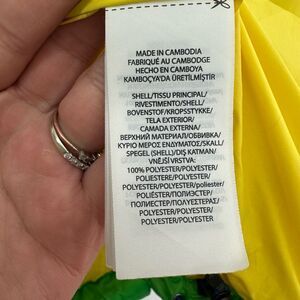 MADE IN CAMBODIA
FABRIQUÉ AU CAMBODGE
HECHO EN CAMBOYA
KAMBOÇYA'DA ÜRETİLMİŞTİR
SHELL/TISSU PRINCIPAL/
RIVESTIMENTO/SHELL/
BOVENSTOF/KROPSSTYKKE/
TELA EXTERIOR/
CAMADA EXTERNA/
ВЕРХНИЙ МАТЕРИАЛ/ОБВИВКА/
ΚΥΡΙΟ ΜΕΡΟΣ ΕΝΔΥΜΑΤΟΣ/SKALL/
SPEGEL (SHELL)/DIŞ KATMAN/
VNĚJŠÍ VRSTVA:
100% POLYESTER/POLYESTER/
POLIESTERE/POLYESTER/
POLYESTER/POLYESTER/poliester/
POLIÉSTER/ПОЛИЭСТЕР/
ПОЛИЕСТЕР/ΠΟΛΥΕΣΤΕΡΑΣ/
POLYESTER/POLYESTER/
POLYESTER/POLYESTER